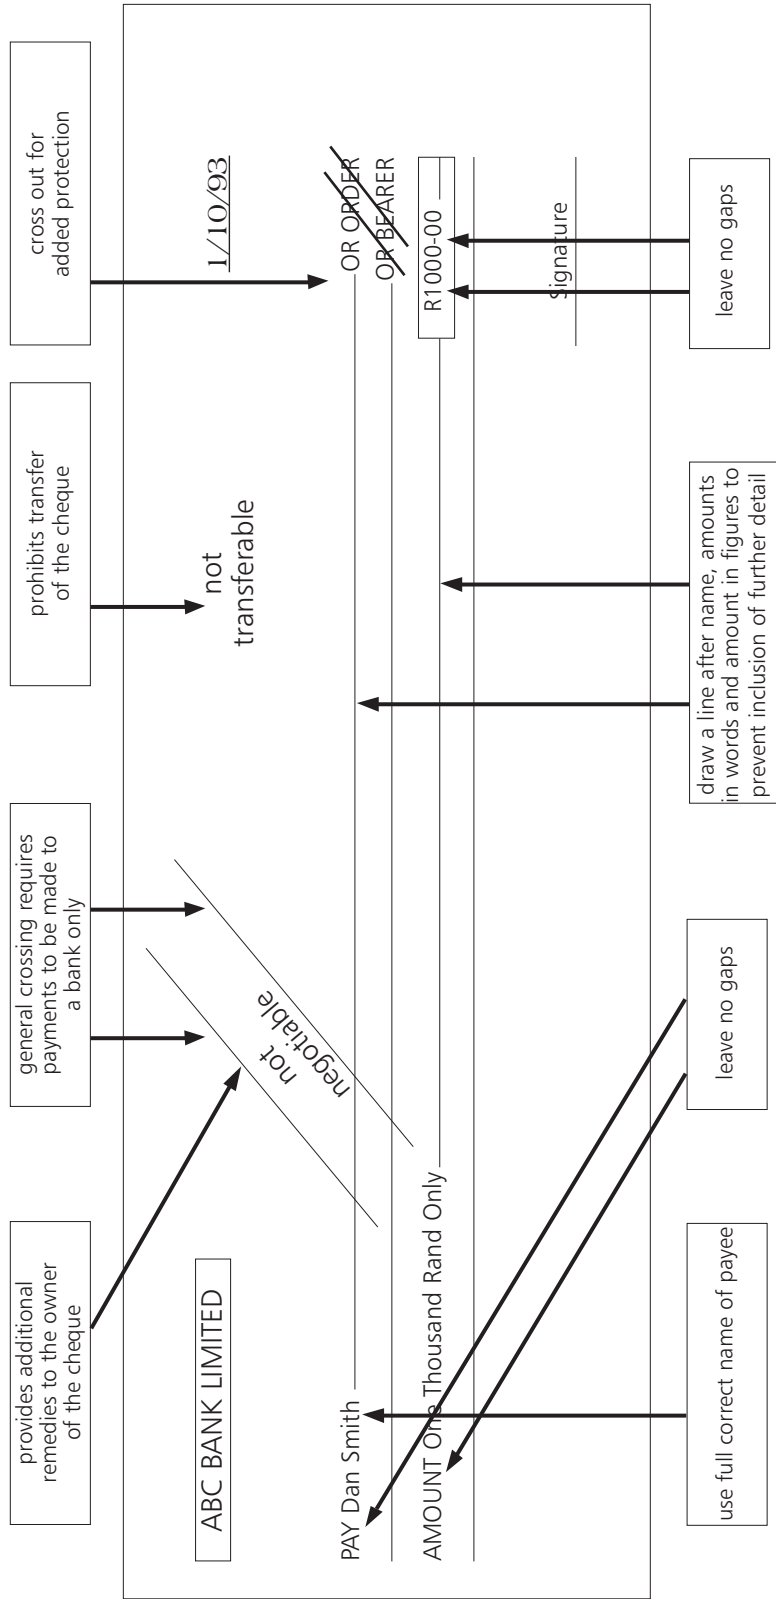 provides additional
remedies to the owner
of the cheque
general crossing requires
payments to be made to
a bank only
prohibits transfer
of the cheque
cross out for
added protection
ABC BANK LIMITED
not
negotiable
not
transferable
1/10/93
PAY Dan Smith
OR ORDER
OR BEARER
AMOUNT One Thousand Rand Only
R1000-00
Signature
use full correct name of payee
leave no gaps
draw a line after name, amounts
in words and amount in figures to
prevent inclusion of further detail
leave no gaps